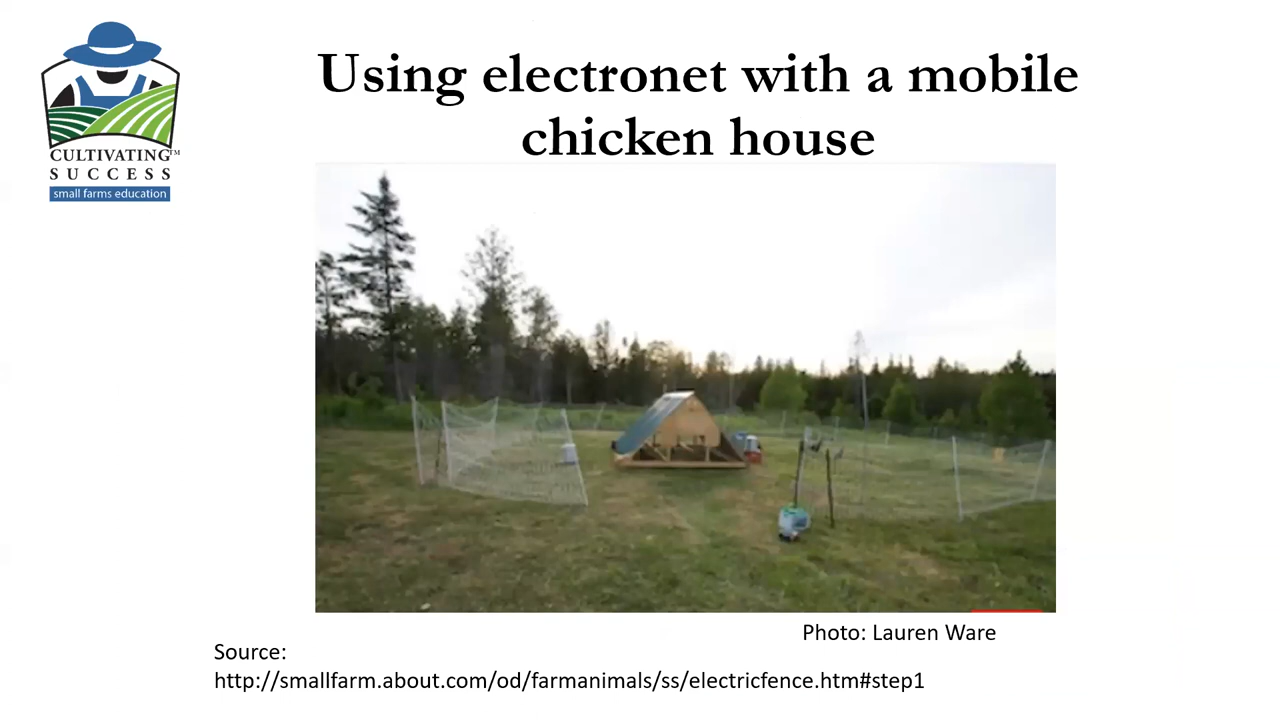 Using electronet with a mobile
chicken house
CULTIVATING™
SUCCESS
small farms education
Photo: Lauren Ware
Source:
http://smallfarm.about.com/od/farmanimals/ss/electricfence.htm#step1